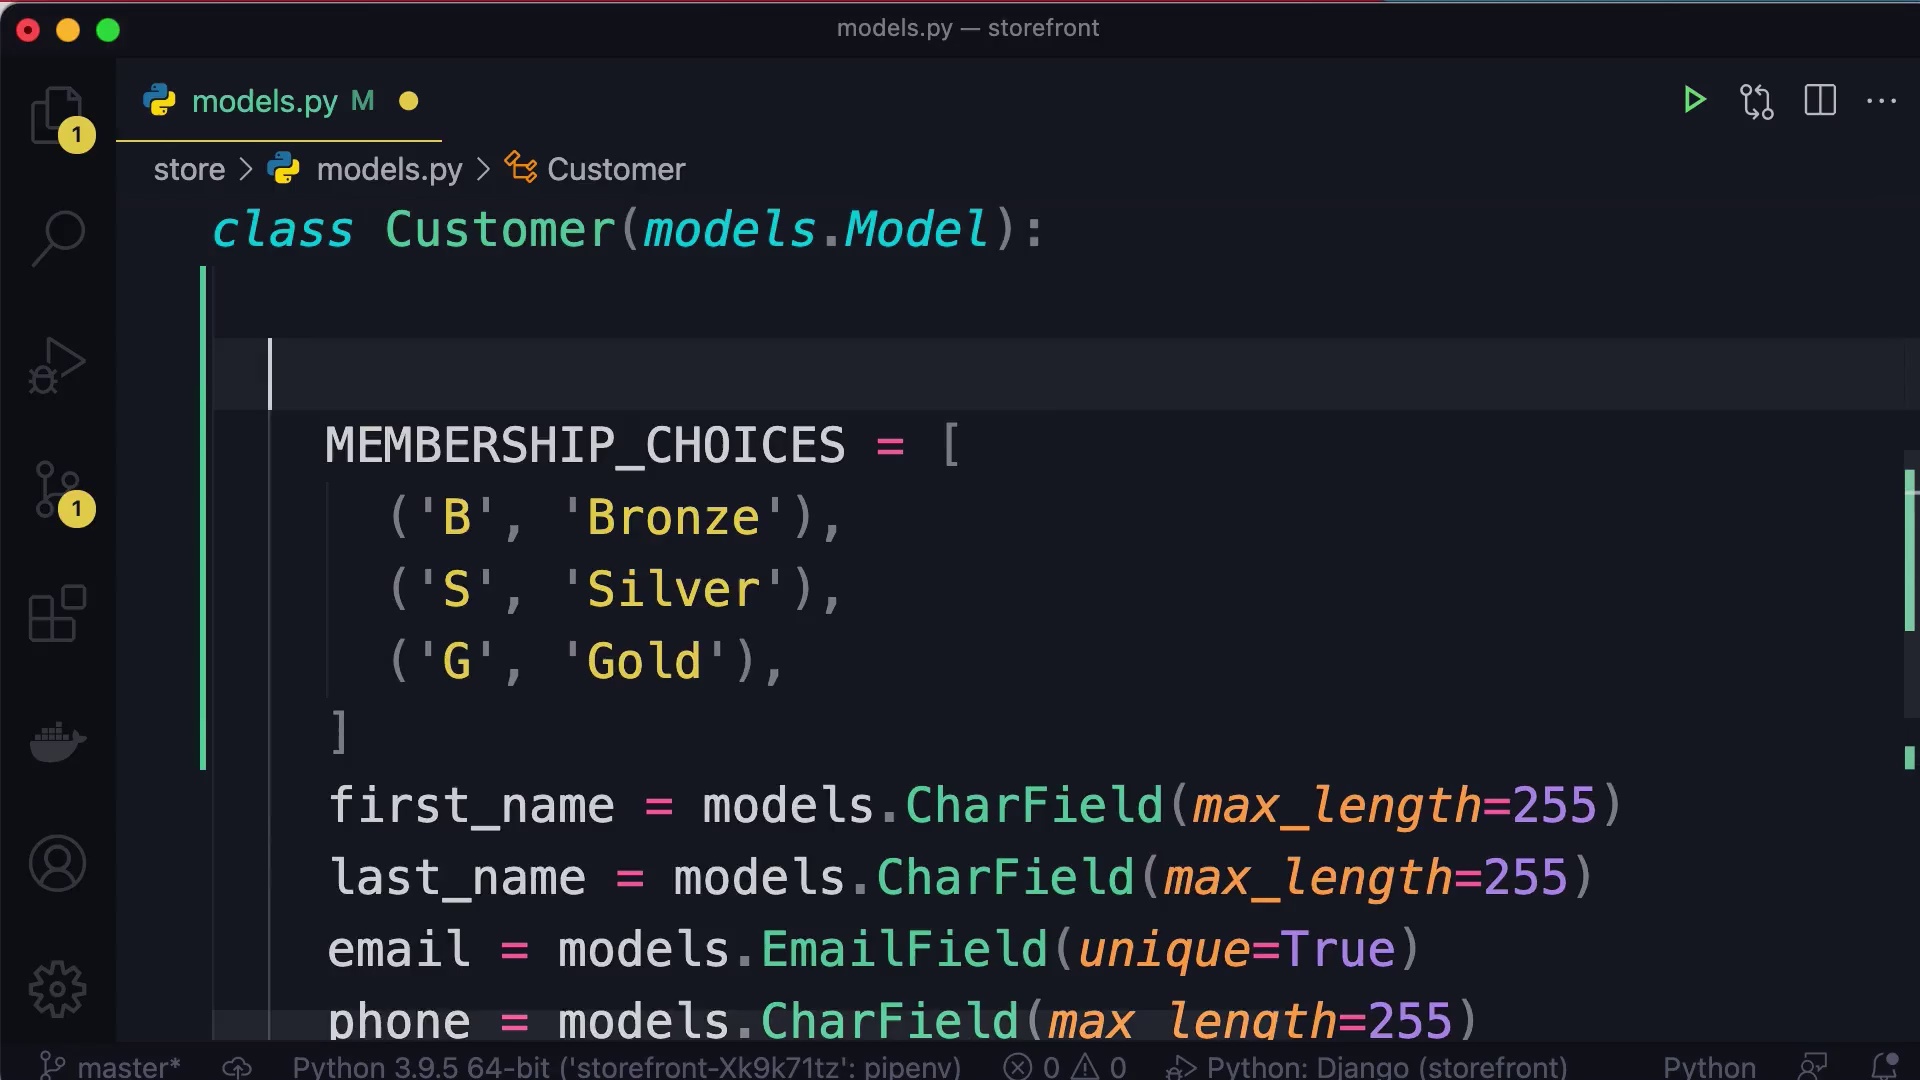 models.py — storefront
models.py M
1
store > models.py > Customer
class Customer(models.Model):
MEMBERSHIP_CHOICES = [
('B', 'Bronze'),
('S', 'Silver'),
('G', 'Gold'),
]
1
first_name = models.CharField(max_length=255)
last_name = models.CharField(max_length=255)
email = models.EmailField(unique=True)
phone = models.CharField(max_length=255)
master* Python 3.9.5 64-bit ('storefront-Xk9k71tz': pipenv) 0 0 Python: Django (storefront) Python